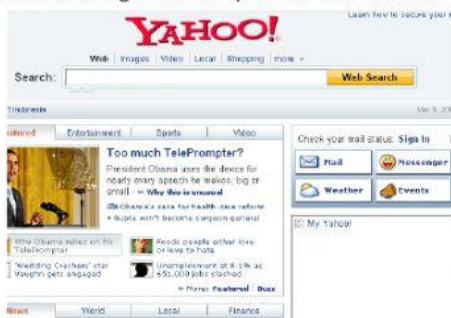 Learn how to secure your
YAHOO!
Web Images Video Local Shopping more
Search: Web Search
Indonesia
Mar 8, 20
Featured Entertainment Sports Video
Too much TelePrompter?
President Obama uses the device for
nearly every speech he makes, big or
small. » Why this is unusual
Obama's case for health care reform
• Gupta won't become surgeon general
Why Obama relies on his
TelePrompter
Foods people either love
or love to hate
'Wedding Crashers' star
Vaughn gets engaged
Unemployment at 8.1% as
651,000 jobs slashed
» More: Featured Buzz
News World Local Finance
Check your mail status: Sign In
Mail Messenger
Weather Events
My Yahoo!